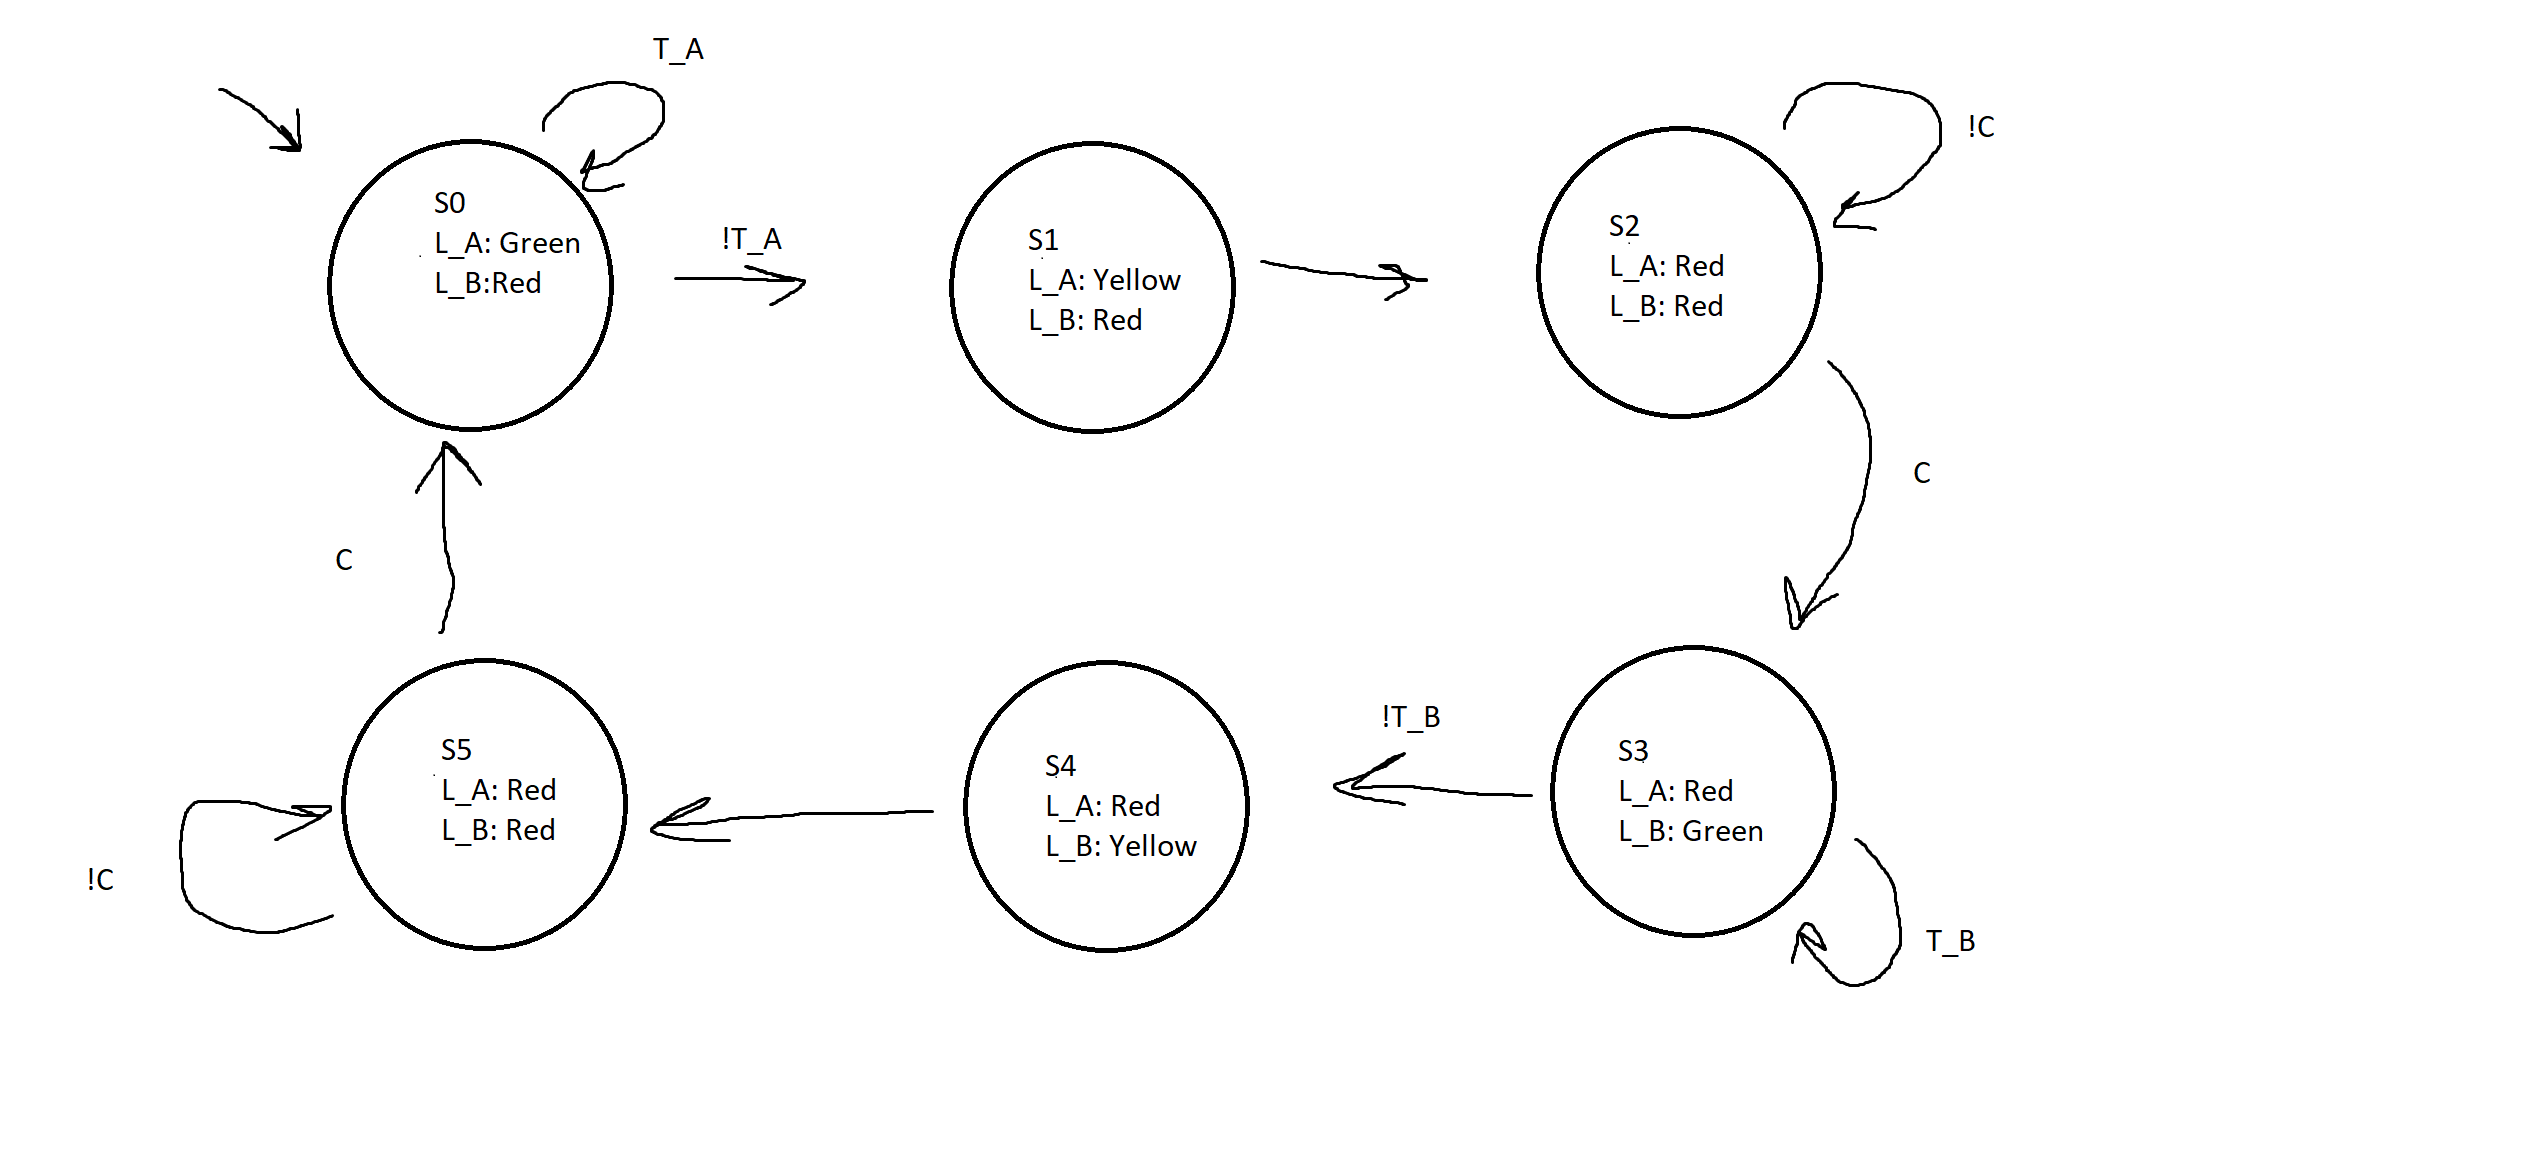 T_A
S0
L_A: Green
L_B:Red
!T_A
S1
L_A: Yellow
L_B: Red
S2
L_A: Red
L_B: Red
!C
C
C
S5
L_A: Red
L_B: Red
!C
S4
L_A: Red
L_B: Yellow
!T_B
S3
L_A: Red
L_B: Green
T_B